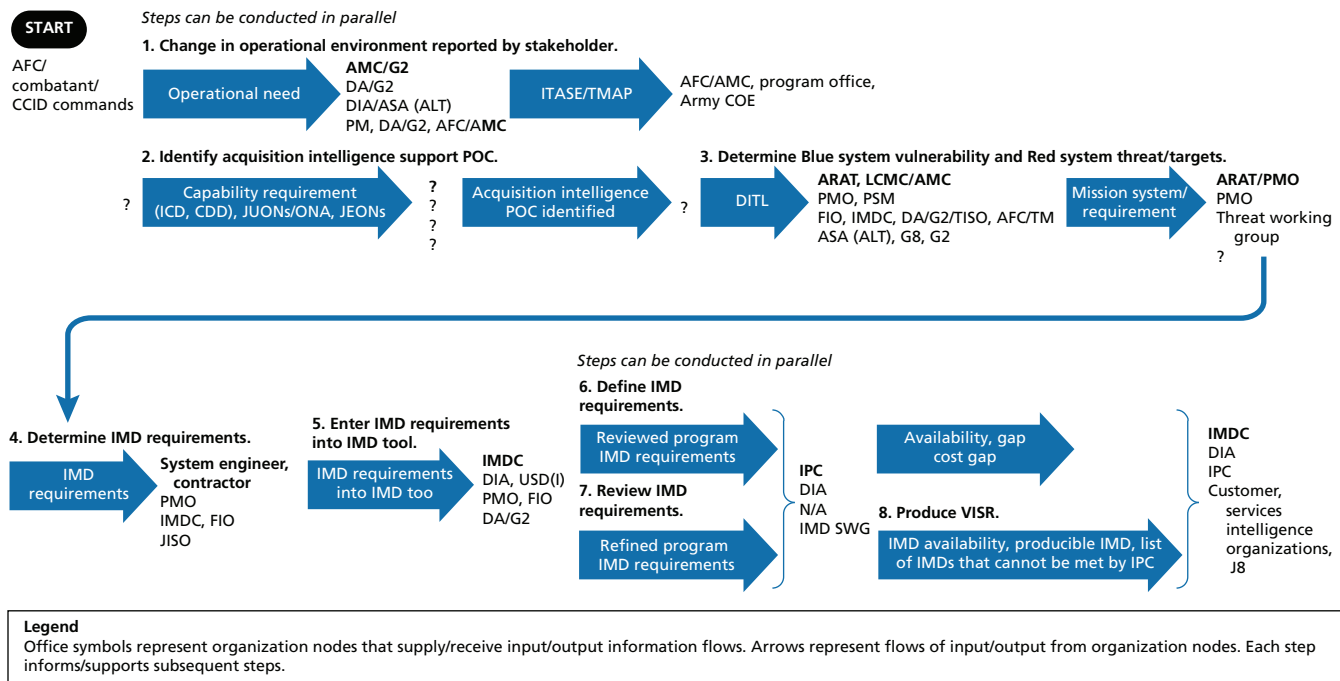 START
Steps can be conducted in parallel
1. Change in operational environment reported by stakeholder.
AFC/
combatant/
CCID commands
Operational need
AMC/G2
DA/G2
DIA/ASA (ALT)
PM, DA/G2, AFC/AMC
ITASE/TMAP
AFC/AMC, program office,
Army COE
2. Identify acquisition intelligence support POC.
?
Capability requirement
(ICD, CDD), JUONs/ONA, JEONs
?
?
?
?
Acquisition intelligence
POC identified
?
3. Determine Blue system vulnerability and Red system threat/targets.
DITL
ARAT, LCMC/AMC
PMO, PSM
FIO, IMDC, DA/G2/TISO, AFC/TM
ASA (ALT), G8, G2
Mission system/
requirement
ARAT/PMO
PMO
Threat working
group
?
4. Determine IMD requirements.
IMD
requirements
System engineer,
contractor
PMO
IMDC, FIO
JISO
5. Enter IMD requirements
into IMD tool.
IMD requirements
into IMD too
IMDC
DIA, USD(I)
PMO, FIO
DA/G2
Steps can be conducted in parallel
6. Define IMD
requirements.
Reviewed program
IMD requirements
7. Review IMD
requirements.
Refined program
IMD requirements
IPC
DIA
N/A
IMD SWG
Availability, gap
cost gap
8. Produce VISR.
IMD availability, producible IMD, list
of IMDs that cannot be met by IPC
IMDC
DIA
IPC
Customer,
services
intelligence
organizations,
J8
Legend
Office symbols represent organization nodes that supply/receive input/output information flows. Arrows represent flows of input/output from organization nodes. Each step
informs/supports subsequent steps.